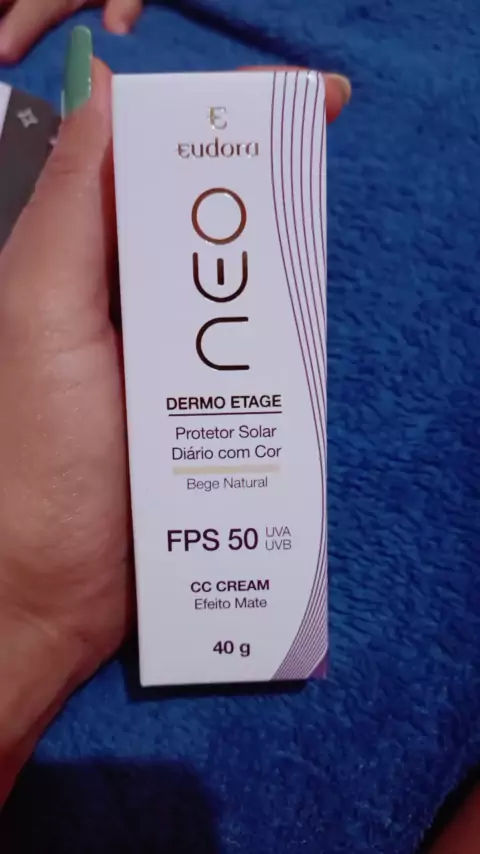 E
eudora
neo
DERMO ETAGE
Protetor Solar
Diário com Cor
Bege Natural
FPS 50 UVA
UVB
CC CREAM
Efeito Mate
40 g